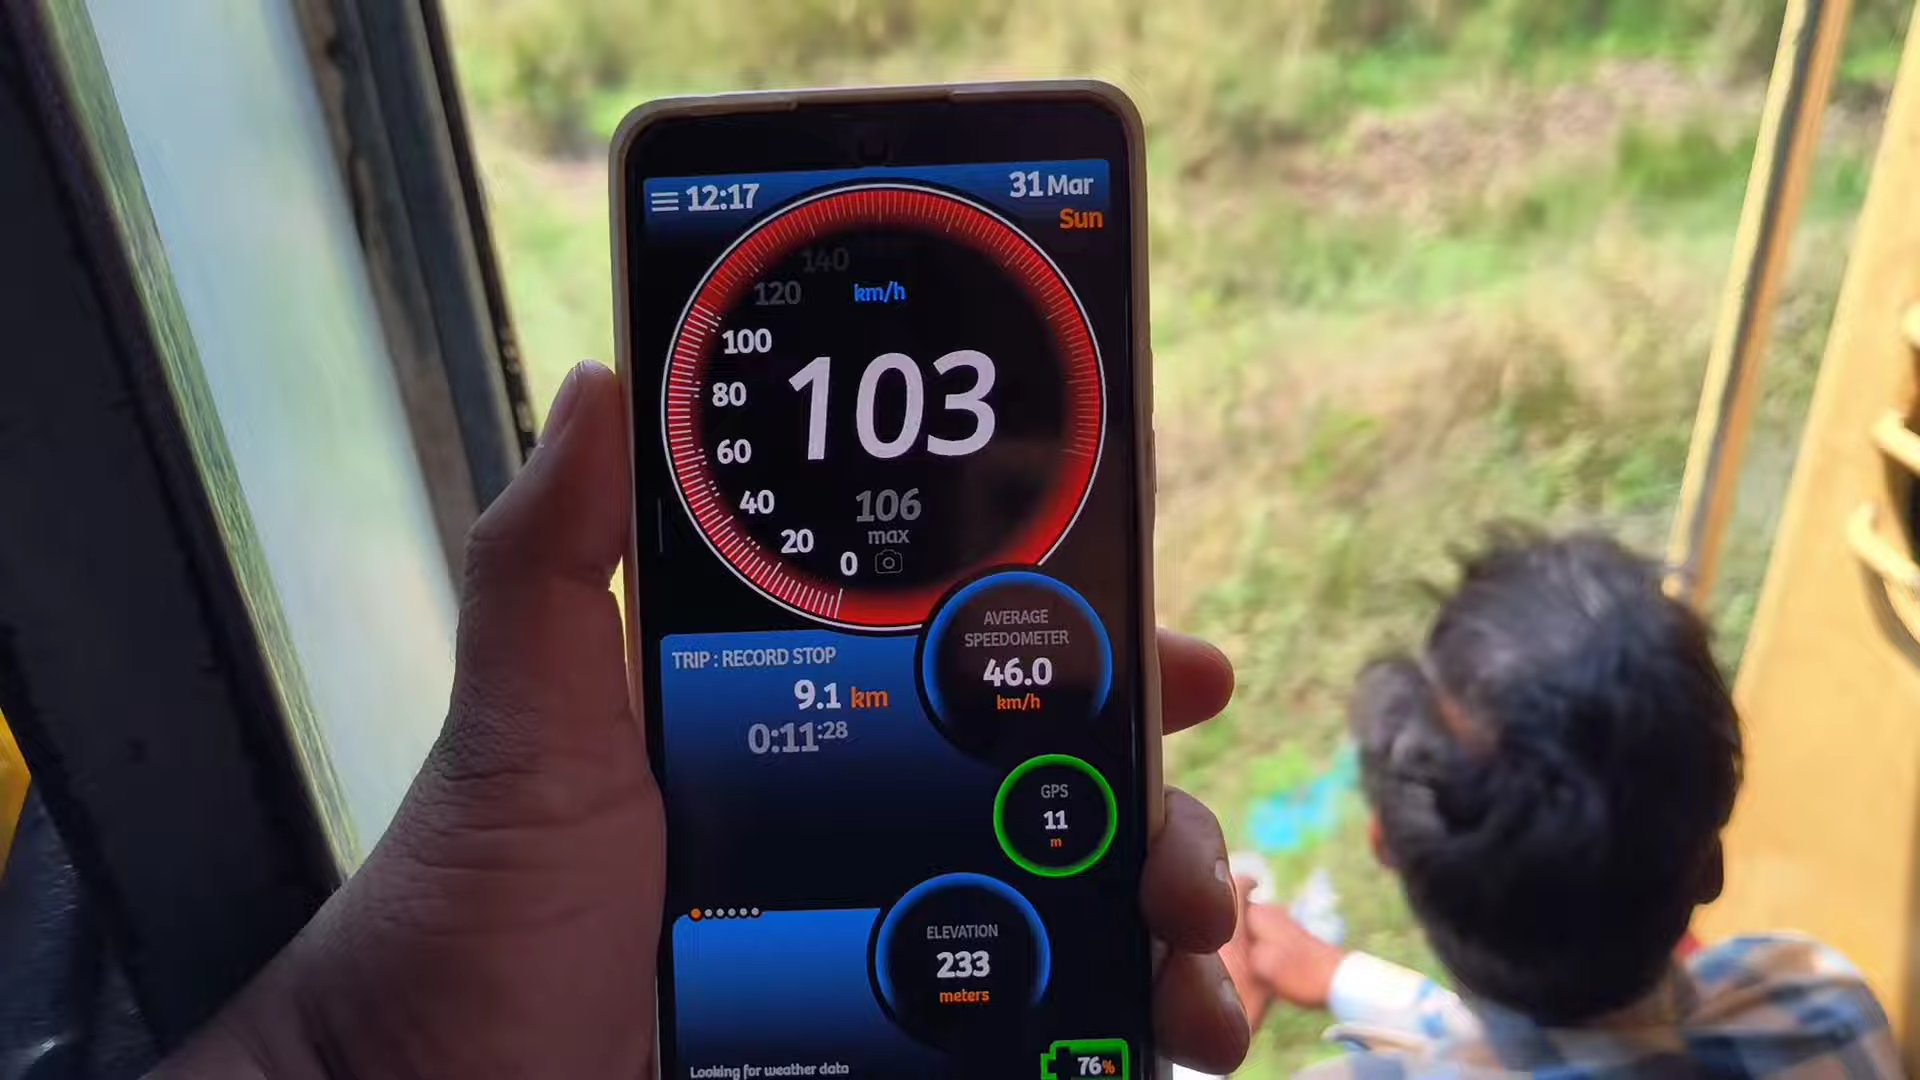 12:17
31 Mar
Sun
140
120
km/h
100
80
103
60
40
106
max
20
0
AVERAGE
SPEEDOMETER
46.0
km/h
TRIP : RECORD STOP
9.1 km
0:11:28
GPS
11
m
ELEVATION
233
meters
Looking for weather data
76%